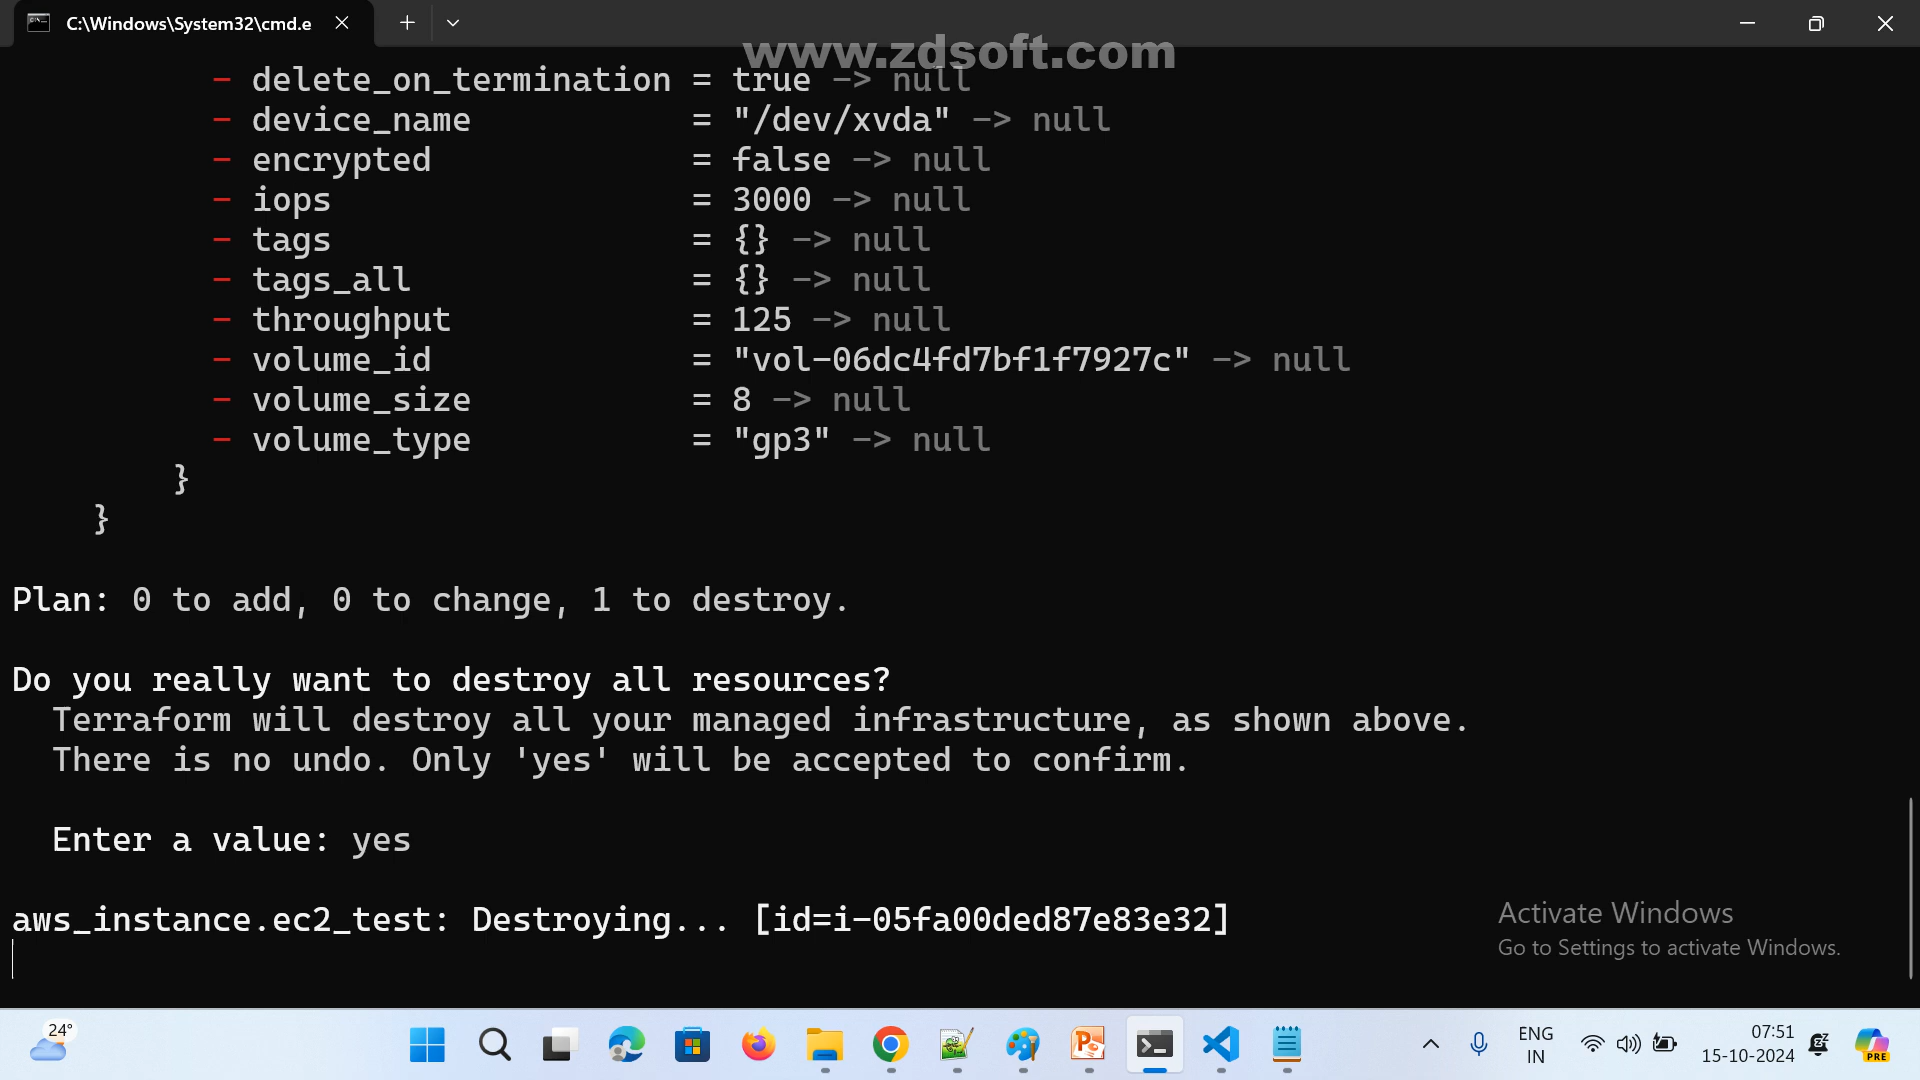 C:\Windows\System32\cmd.e
www.zdsoft.com
- delete_on_termination = true -> null
- device_name = "/dev/xvda" -> null
- encrypted = false -> null
- iops = 3000 -> null
- tags = {} -> null
- tags_all = {} -> null
- throughput = 125 -> null
- volume_id = "vol-06dc4fd7bf1f7927c" -> null
- volume_size = 8 -> null
- volume_type = "gp3" -> null
}
}
Plan: 0 to add, 0 to change, 1 to destroy.
Do you really want to destroy all resources?
Terraform will destroy all your managed infrastructure, as shown above.
There is no undo. Only 'yes' will be accepted to confirm.
Enter a value: yes
aws_instance.ec2_test: Destroying... [id=i-05fa00ded87e83e32]
Activate Windows
Go to Settings to activate Windows.
24°
ENG
IN
07:51
15-10-2024
PRE